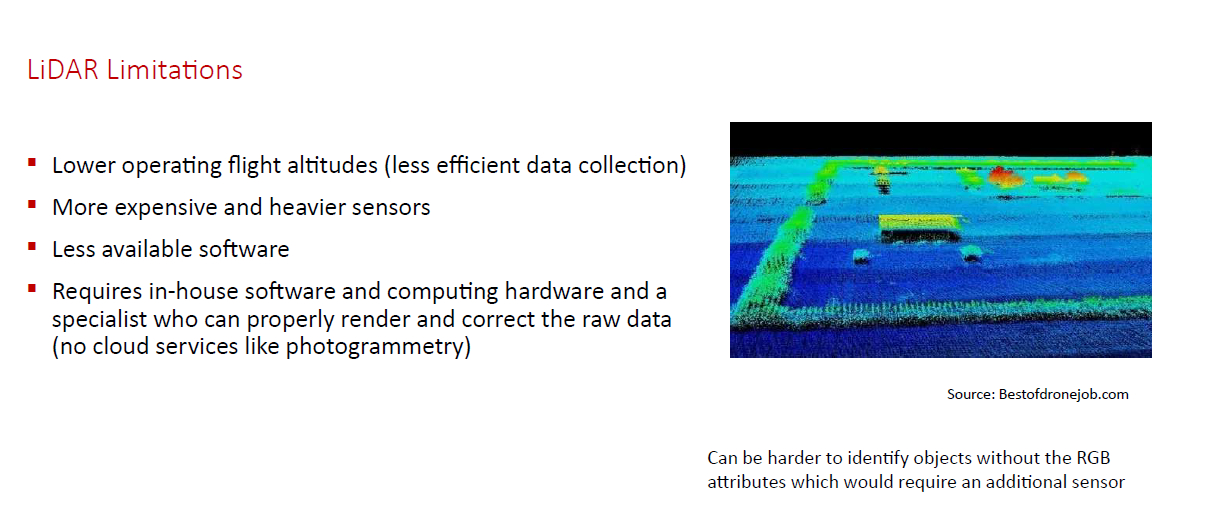 LiDAR Limitations
▪ Lower operating flight altitudes (less efficient data collection)
▪ More expensive and heavier sensors
▪ Less available software
▪ Requires in-house software and computing hardware and a
specialist who can properly render and correct the raw data
(no cloud services like photogrammetry)
Source: Bestofdronejob.com
Can be harder to identify objects without the RGB
attributes which would require an additional sensor